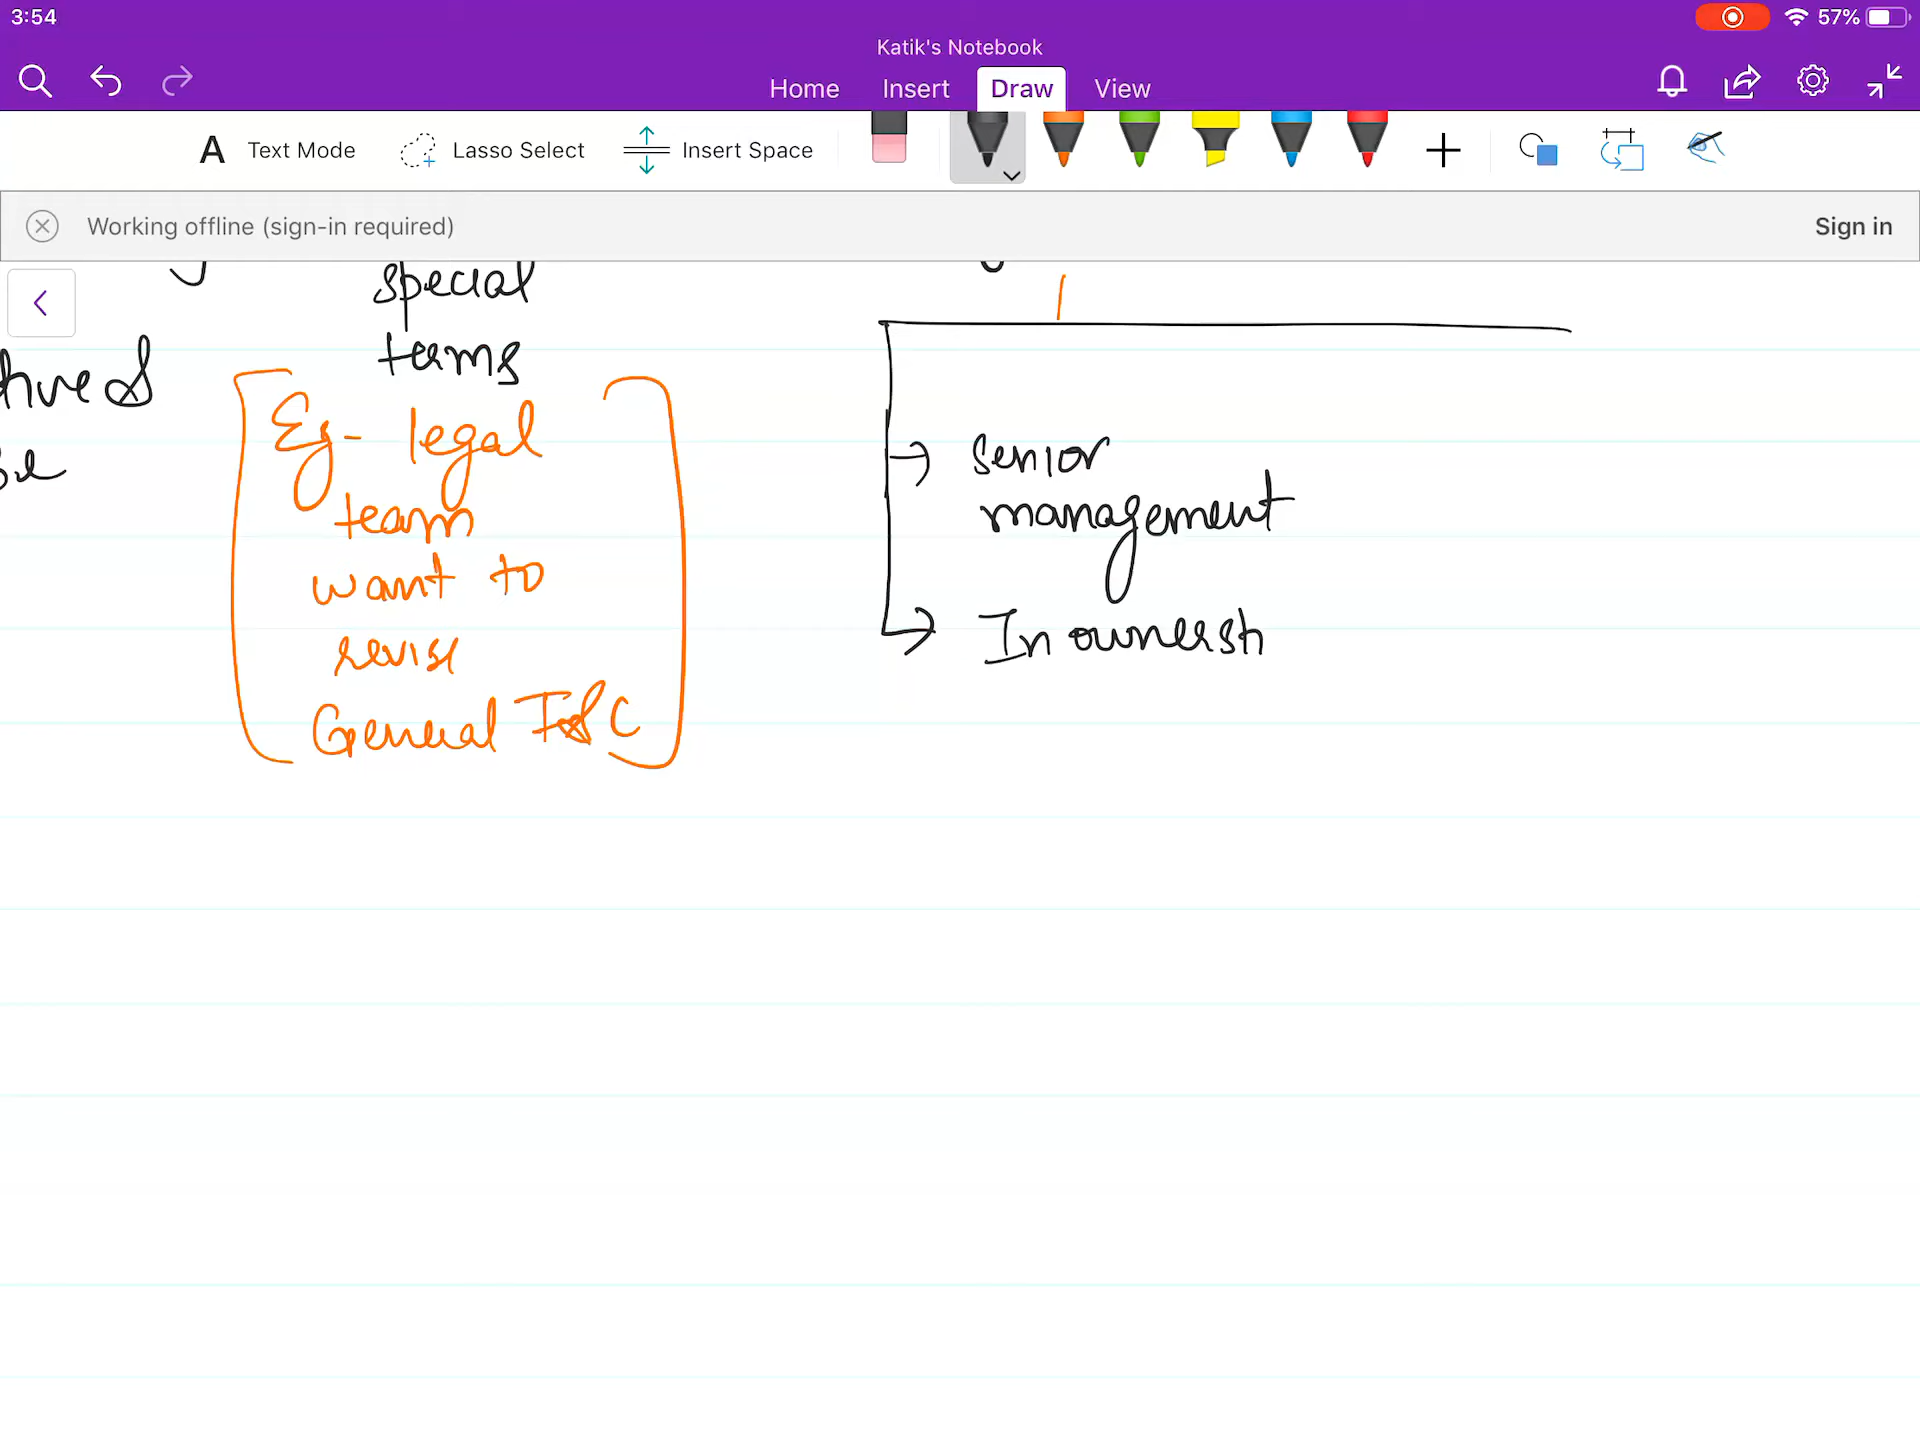 3:54
57%
Katik's Notebook
Home Insert Draw View
A Text Mode Lasso Select Insert Space
Working offline (sign-in required) Sign in
special
terms
Eg- legal
team
want to
revise
General T&C
senior
management
In ownersh